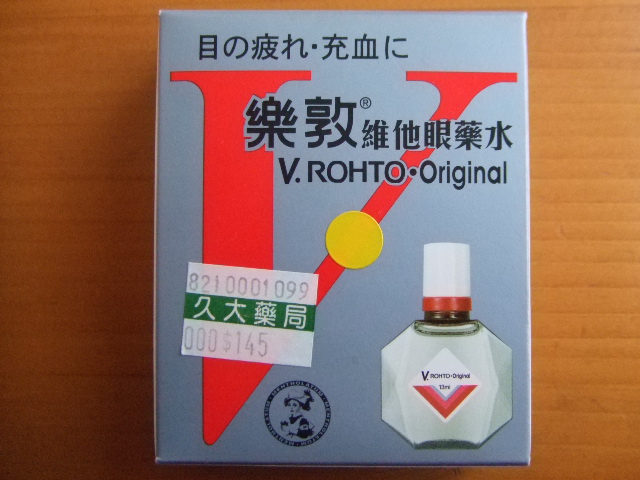 目の疲れ・充血に
樂敦®維他眼藥水
V. ROHTO・Original
8210001099
久大藥局
000$145
V. ROHTO・Original
13ml